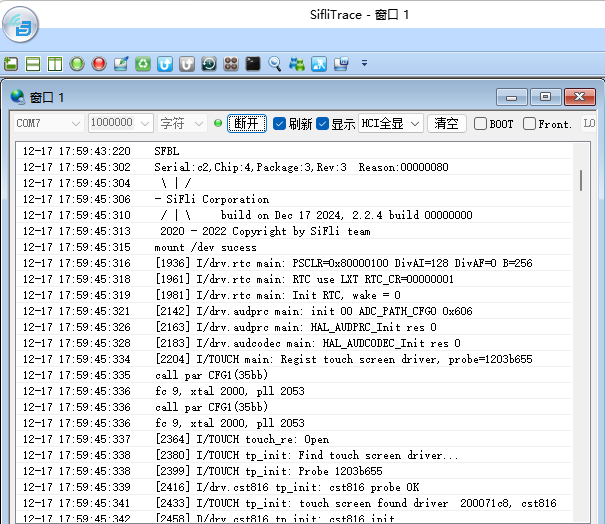 SifliTrace - 窗口 1
窗口 1
COM7 1000000 字符 断开 刷新 显示 HCI全显 清空 BOOT Front. LO
12-17 17:59:43:220 SFBL
12-17 17:59:45:302 Serial:c2,Chip:4,Package:3,Rev:3 Reason:00000080
12-17 17:59:45:304 \ | /
12-17 17:59:45:306 - SiFli Corporation
12-17 17:59:45:310 / | \ build on Dec 17 2024, 2.2.4 build 00000000
12-17 17:59:45:313 2020 - 2022 Copyright by SiFli team
12-17 17:59:45:315 mount /dev sucess
12-17 17:59:45:316 [1936] I/drv.rtc main: PSCLR=0x80000100 DivAI=128 DivAF=0 B=256
12-17 17:59:45:318 [1961] I/drv.rtc main: RTC use LXT RTC_CR=00000001
12-17 17:59:45:319 [1981] I/drv.rtc main: Init RTC, wake = 0
12-17 17:59:45:321 [2142] I/drv.audprc main: init 00 ADC_PATH_CFG0 0x606
12-17 17:59:45:326 [2163] I/drv.audprc main: HAL_AUDPRC_Init res 0
12-17 17:59:45:328 [2183] I/drv.audcodec main: HAL_AUDCODEC_Init res 0
12-17 17:59:45:334 [2204] I/TOUCH main: Regist touch screen driver, probe=1203b655
12-17 17:59:45:335 call par CFG1(35bb)
12-17 17:59:45:336 fc 9, xtal 2000, pll 2053
12-17 17:59:45:336 call par CFG1(35bb)
12-17 17:59:45:336 fc 9, xtal 2000, pll 2053
12-17 17:59:45:337 [2364] I/TOUCH touch_re: Open
12-17 17:59:45:338 [2380] I/TOUCH tp_init: Find touch screen driver...
12-17 17:59:45:338 [2399] I/TOUCH tp_init: Probe 1203b655
12-17 17:59:45:339 [2416] I/drv.cst816 tp_init: cst816 probe OK
12-17 17:59:45:341 [2433] I/TOUCH tp_init: touch screen found driver 200071c8, cst816
12-17 17:59:45:342 [2458] D/drv.cst816 tp_init: cst816 init